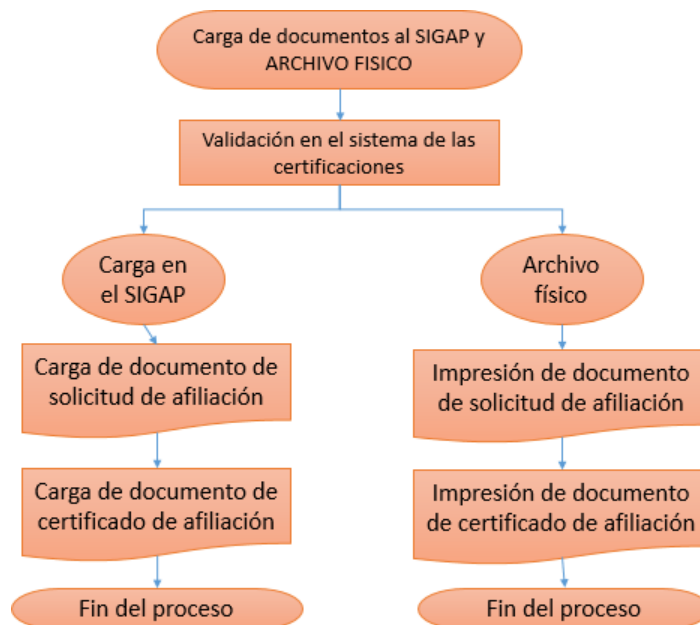 Carga de documentos al SIGAP y
ARCHIVO FISICO
Validación en el sistema de las
certificaciones
Carga en
el SIGAP
Archivo
físico
Carga de documento de
solicitud de afiliación
Impresión de documento
de solicitud de afiliación
Carga de documento de
certificado de afiliación
Impresión de documento
de certificado de afiliación
Fin del proceso
Fin del proceso